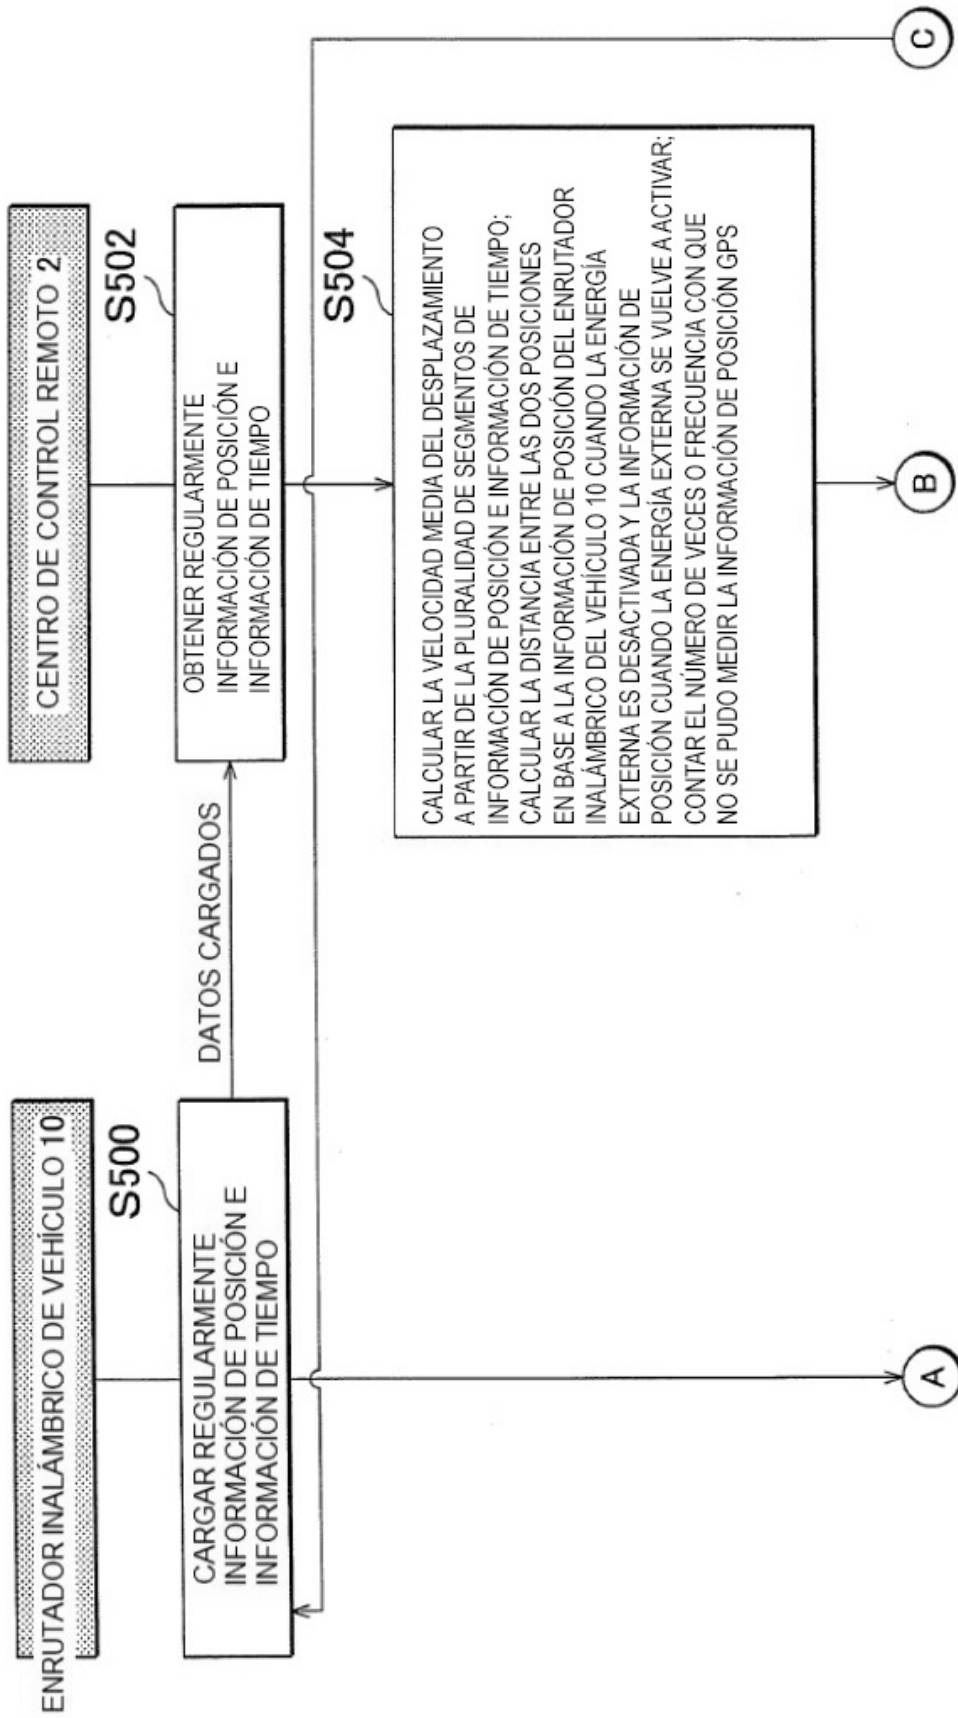 ENRUTADOR INALÁMBRICO DE VEHÍCULO 10
S500
CARGAR REGULARMENTE
INFORMACIÓN DE POSICIÓN E
INFORMACIÓN DE TIEMPO
DATOS CARGADOS
CENTRO DE CONTROL REMOTO 2
S502
OBTENER REGULARMENTE
INFORMACIÓN DE POSICIÓN E
INFORMACIÓN DE TIEMPO
S504
CALCULAR LA VELOCIDAD MEDIA DEL DESPLAZAMIENTO
A PARTIR DE LA PLURALIDAD DE SEGMENTOS DE
INFORMACIÓN DE POSICIÓN E INFORMACIÓN DE TIEMPO;
CALCULAR LA DISTANCIA ENTRE LAS DOS POSICIONES
EN BASE A LA INFORMACIÓN DE POSICIÓN DEL ENRUTADOR
INALÁMBRICO DEL VEHÍCULO 10 CUANDO LA ENERGÍA
EXTERNA ES DESACTIVADA Y LA INFORMACIÓN DE
POSICIÓN CUANDO LA ENERGÍA EXTERNA SE VUELVE A ACTIVAR;
CONTAR EL NÚMERO DE VECES O FRECUENCIA CON QUE
NO SE PUDO MEDIR LA INFORMACIÓN DE POSICIÓN GPS
A
B
C